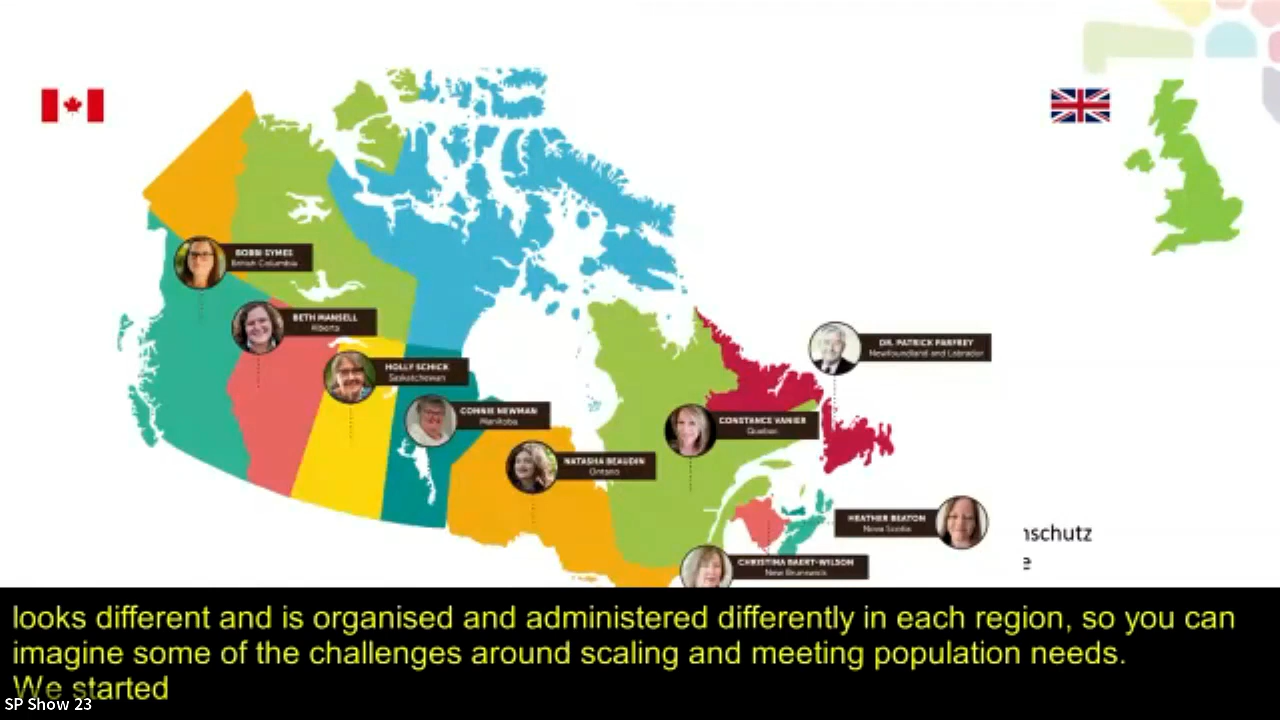 BOBBI SYMES
British Columbia
BETH MANSELL
Alberta
HOLLY SCHICK
Saskatchewan
CONNIE NEWMAN
Manitoba
NATASHA BEAUDIN
Ontario
CONSTANCE VANIER
Quebec
DR. PATRICK PARFREY
Newfoundland and Labrador
HEATHER BEATON
Nova Scotia
CHRISTINA BAERT-WILSON
New Brunswick
nschutz
e
looks different and is organised and administered differently in each region, so you can
imagine some of the challenges around scaling and meeting population needs.
We started
SP Show 23